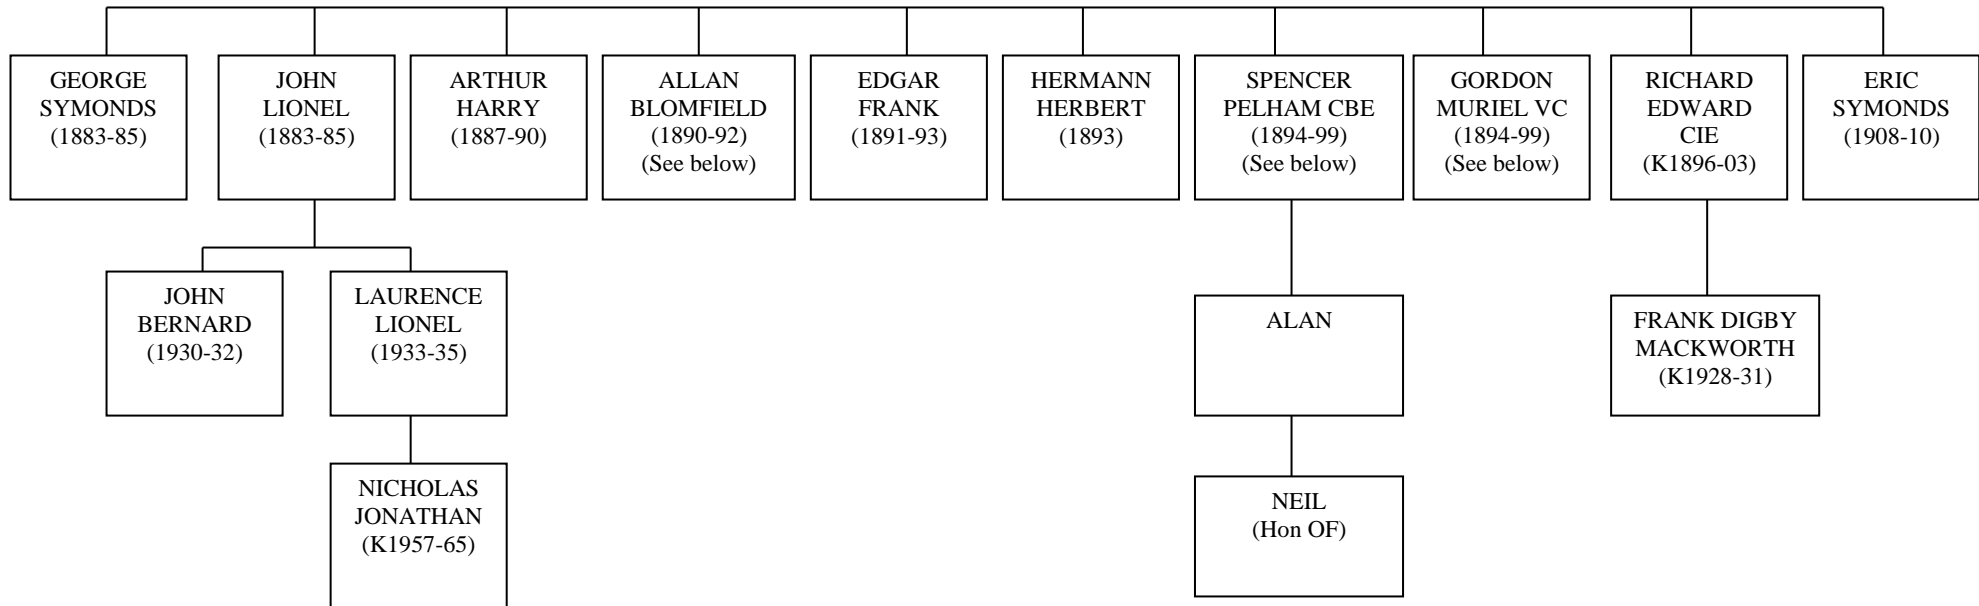 GEORGE
SYMONDS
(1883-85)
JOHN
LIONEL
(1883-85)
ARTHUR
HARRY
(1887-90)
ALLAN
BLOMFIELD
(1890-92)
(See below)
EDGAR
FRANK
(1891-93)
HERMANN
HERBERT
(1893)
SPENCER
PELHAM CBE
(1894-99)
(See below)
GORDON
MURIEL VC
(1894-99)
(See below)
RICHARD
EDWARD
CIE
(K1896-03)
ERIC
SYMONDS
(1908-10)
JOHN
BERNARD
(1930-32)
LAURENCE
LIONEL
(1933-35)
ALAN
FRANK DIGBY
MACKWORTH
(K1928-31)
NICHOLAS
JONATHAN
(K1957-65)
NEIL
(Hon OF)